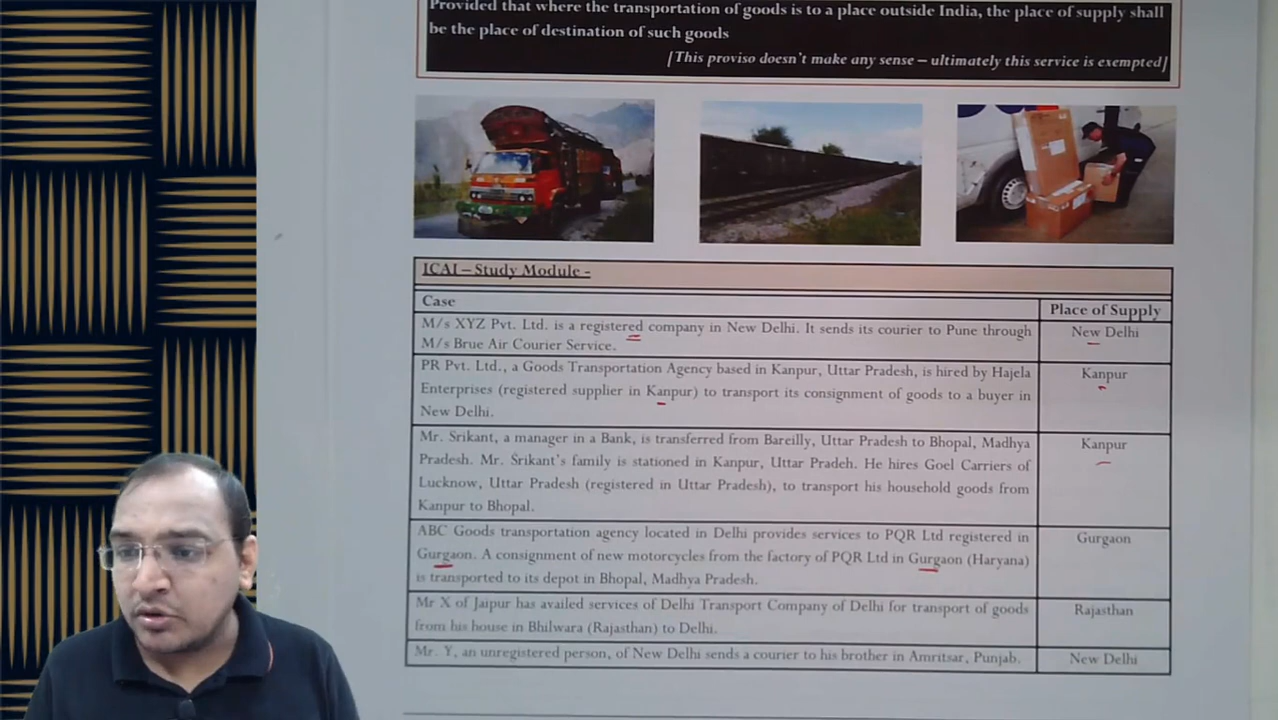 Provided that where the transportation of goods is to a place outside India, the place of supply shall
be the place of destination of such goods
[This proviso doesn't make any sense – ultimately this service is exempted]
ICAI – Study Module -
Case
Place of Supply
M/s XYZ Pvt. Ltd. is a registered company in New Delhi. It sends its courier to Pune through
M/s Brue Air Courier Service.
New Delhi
PR Pvt. Ltd., a Goods Transportation Agency based in Kanpur, Uttar Pradesh, is hired by Hajela
Enterprises (registered supplier in Kanpur) to transport its consignment of goods to a buyer in
New Delhi.
Kanpur
Mr. Srikant, a manager in a Bank, is transferred from Bareilly, Uttar Pradesh to Bhopal, Madhya
Pradesh. Mr. Srikant's family is stationed in Kanpur, Uttar Pradeh. He hires Goel Carriers of
Lucknow, Uttar Pradesh (registered in Uttar Pradesh), to transport his household goods from
Kanpur to Bhopal.
Kanpur
ABC Goods transportation agency located in Delhi provides services to PQR Ltd registered in
Gurgaon. A consignment of new motorcycles from the factory of PQR Ltd in Gurgaon (Haryana)
is transported to its depot in Bhopal, Madhya Pradesh.
Gurgaon
Mr X of Jaipur has availed services of Delhi Transport Company of Delhi for transport of goods
from his house in Bhilwara (Rajasthan) to Delhi.
Rajasthan
Mr. Y, an unregistered person, of New Delhi sends a courier to his brother in Amritsar, Punjab.
New Delhi